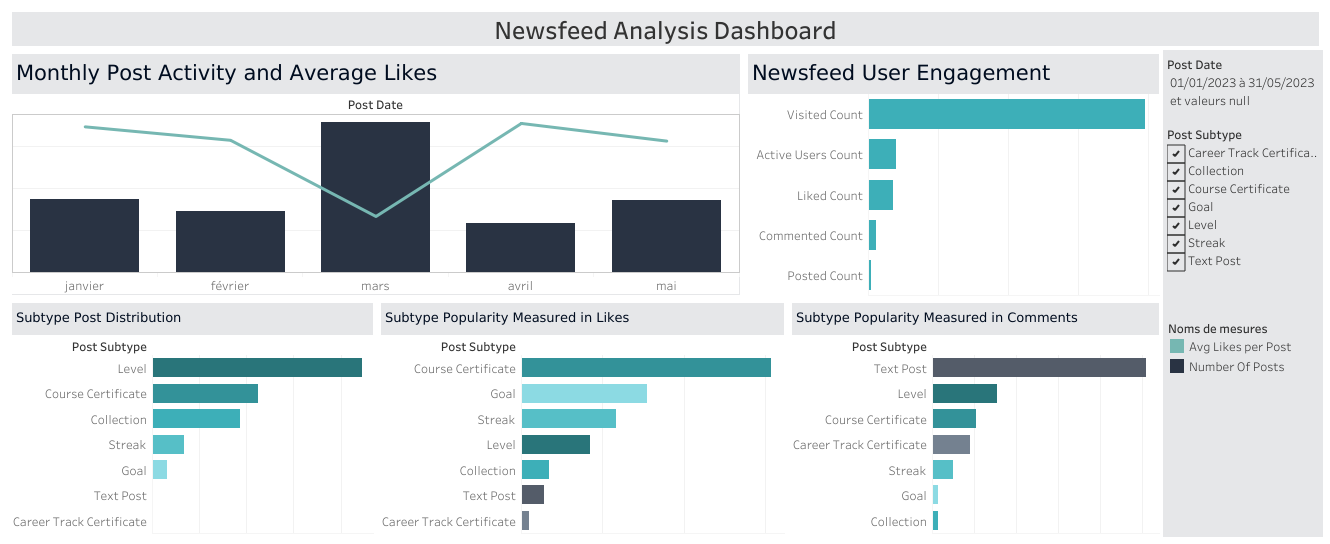 Newsfeed Analysis Dashboard
Monthly Post Activity and Average Likes
Post Date
janvier
février
mars
avril
mai
Newsfeed User Engagement
Visited Count
Active Users Count
Liked Count
Commented Count
Posted Count
Post Date
01/01/2023 à 31/05/2023
et valeurs null
Post Subtype
Career Track Certifica..
Collection
Course Certificate
Goal
Level
Streak
Text Post
Noms de mesures
Avg Likes per Post
Number Of Posts
Subtype Post Distribution
Post Subtype
Level
Course Certificate
Collection
Streak
Goal
Text Post
Career Track Certificate
Subtype Popularity Measured in Likes
Post Subtype
Course Certificate
Goal
Streak
Level
Collection
Text Post
Career Track Certificate
Subtype Popularity Measured in Comments
Post Subtype
Text Post
Level
Course Certificate
Career Track Certificate
Streak
Goal
Collection